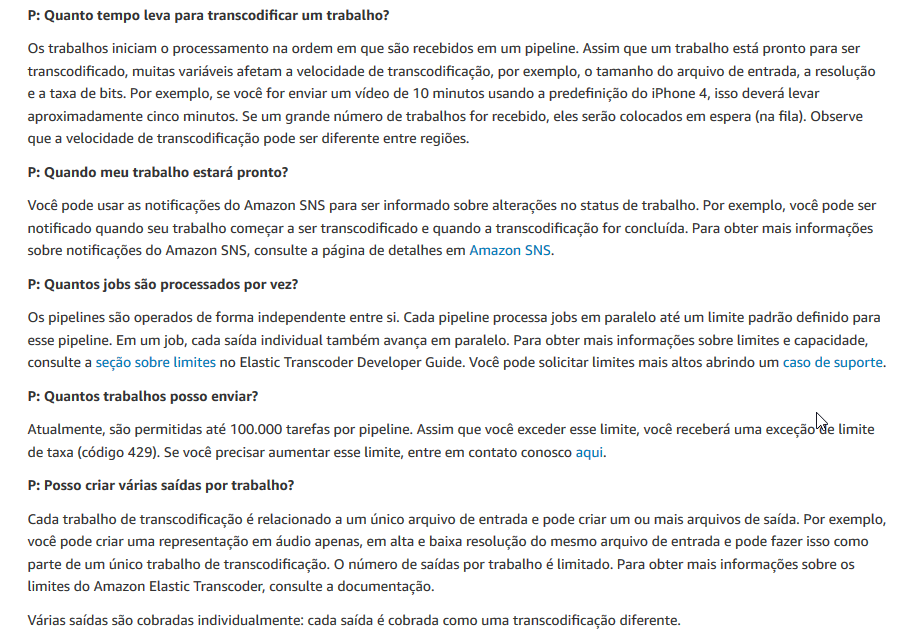 P: Quanto tempo leva para transcodificar um trabalho?
Os trabalhos iniciam o processamento na ordem em que são recebidos em um pipeline. Assim que um trabalho está pronto para ser
transcodificado, muitas variáveis afetam a velocidade de transcodificação, por exemplo, o tamanho do arquivo de entrada, a resolução
e a taxa de bits. Por exemplo, se você for enviar um vídeo de 10 minutos usando a predefinição do iPhone 4, isso deverá levar
aproximadamente cinco minutos. Se um grande número de trabalhos for recebido, eles serão colocados em espera (na fila). Observe
que a velocidade de transcodificação pode ser diferente entre regiões.
P: Quando meu trabalho estará pronto?
Você pode usar as notificações do Amazon SNS para ser informado sobre alterações no status de trabalho. Por exemplo, você pode ser
notificado quando seu trabalho começar a ser transcodificado e quando a transcodificação for concluída. Para obter mais informações
sobre notificações do Amazon SNS, consulte a página de detalhes em Amazon SNS.
P: Quantos jobs são processados por vez?
Os pipelines são operados de forma independente entre si. Cada pipeline processa jobs em paralelo até um limite padrão definido para
esse pipeline. Em um job, cada saída individual também avança em paralelo. Para obter mais informações sobre limites e capacidade,
consulte a seção sobre limites no Elastic Transcoder Developer Guide. Você pode solicitar limites mais altos abrindo um caso de suporte.
P: Quantos trabalhos posso enviar?
Atualmente, são permitidas até 100.000 tarefas por pipeline. Assim que você exceder esse limite, você receberá uma exceção de limite
de taxa (código 429). Se você precisar aumentar esse limite, entre em contato conosco aqui.
P: Posso criar várias saídas por trabalho?
Cada trabalho de transcodificação é relacionado a um único arquivo de entrada e pode criar um ou mais arquivos de saída. Por exemplo,
você pode criar uma representação em áudio apenas, em alta e baixa resolução do mesmo arquivo de entrada e pode fazer isso como
parte de um único trabalho de transcodificação. O número de saídas por trabalho é limitado. Para obter mais informações sobre os
limites do Amazon Elastic Transcoder, consulte a documentação.
Várias saídas são cobradas individualmente: cada saída é cobrada como uma transcodificação diferente.